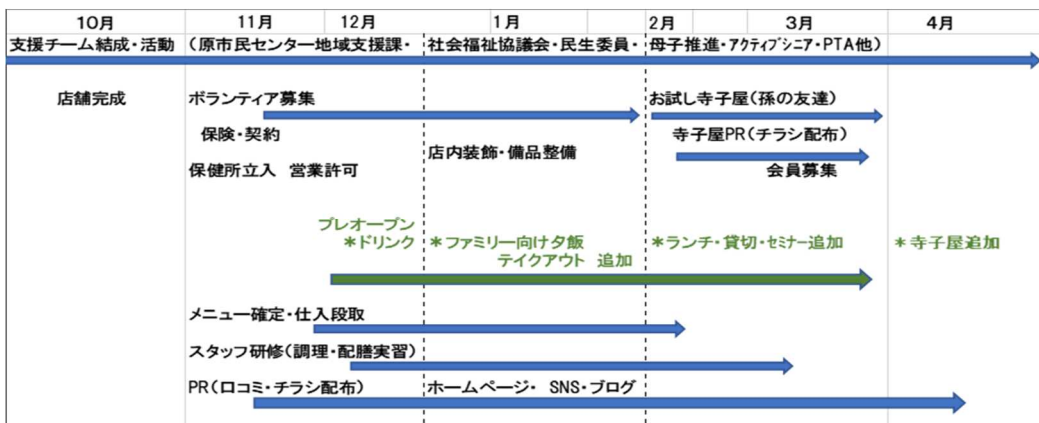 10月 11月 12月 1月 2月 3月 4月
支援チーム結成・活動 (原市民センター地域支援課・ 社会福祉協議会・民生委員・ 母子推進・アクティブシニア・PTA他)
店舗完成 ボランティア募集 お試し寺子屋(孫の友達)
保険・契約 寺子屋PR(チラシ配布)
店内装飾・備品整備
保健所立入 営業許可 会員募集
プレオープン
*ドリンク *ファミリー向け夕飯 *ランチ・貸切・セミナー追加 *寺子屋追加
テイクアウト 追加
メニュー確定・仕入段取
スタッフ研修(調理・配膳実習)
PR(口コミ・チラシ配布) ホームページ・ SNS・ブログ